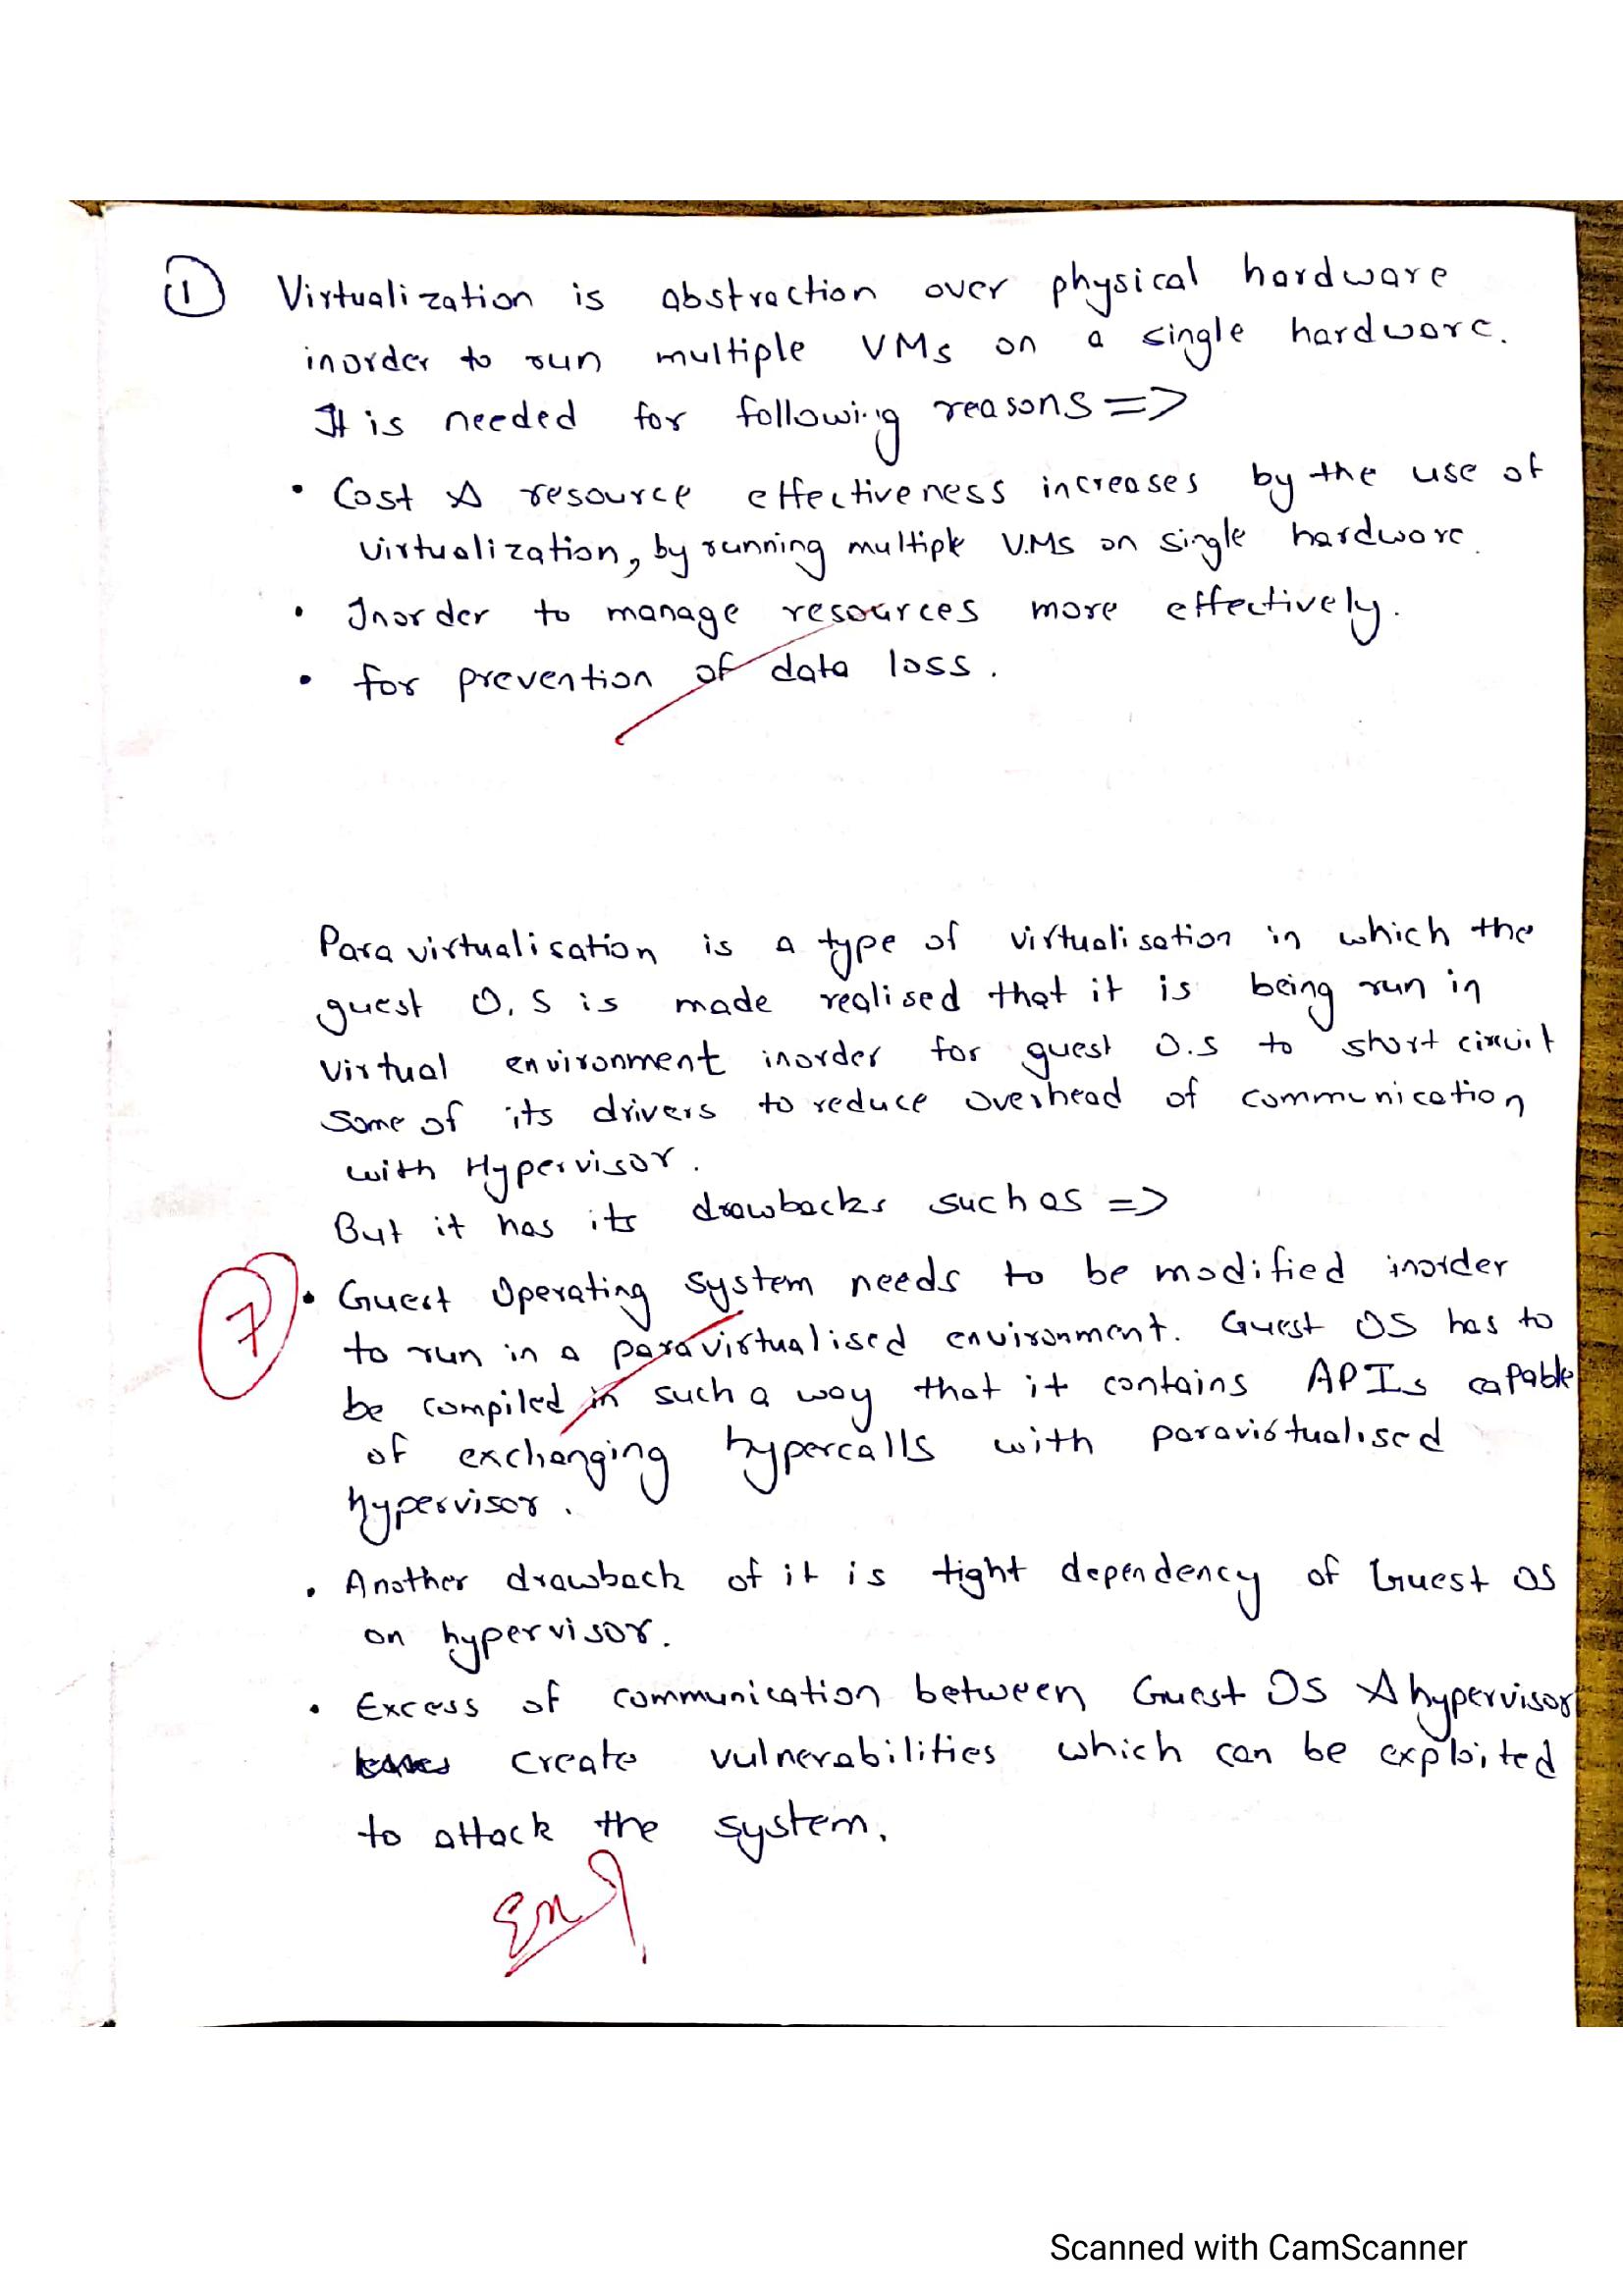 1 Virtualization is abstraction over physical hardware
inorder to run multiple VMs on a single hardware.
It is needed for following reasons =>
• Cost & resource effectiveness increases by the use of
virtualization, by running multiple V.Ms on single hardware.
• Inorder to manage resources more effectively.
• for prevention of data loss.
Para virtualisation is a type of virtualisation in which the
guest O.S is made realised that it is being run in
virtual environment inorder for guest O.S to short circuit
some of its drivers to reduce overhead of communication
with Hypervisor.
But it has its drawbacks such as =>
• Guest Operating system needs to be modified inorder
7
to run in a paravirtualised environment. Guest OS has to
be compiled in such a way that it contains APIs capable
of exchanging hypercalls with paravirtualised
hypervisor.
• Another drawback of it is tight dependency of Guest OS
on hypervisor.
• Excess of communication between Guest OS & hypervisor
create vulnerabilities which can be exploited
to attack the system.
Scanned with CamScanner